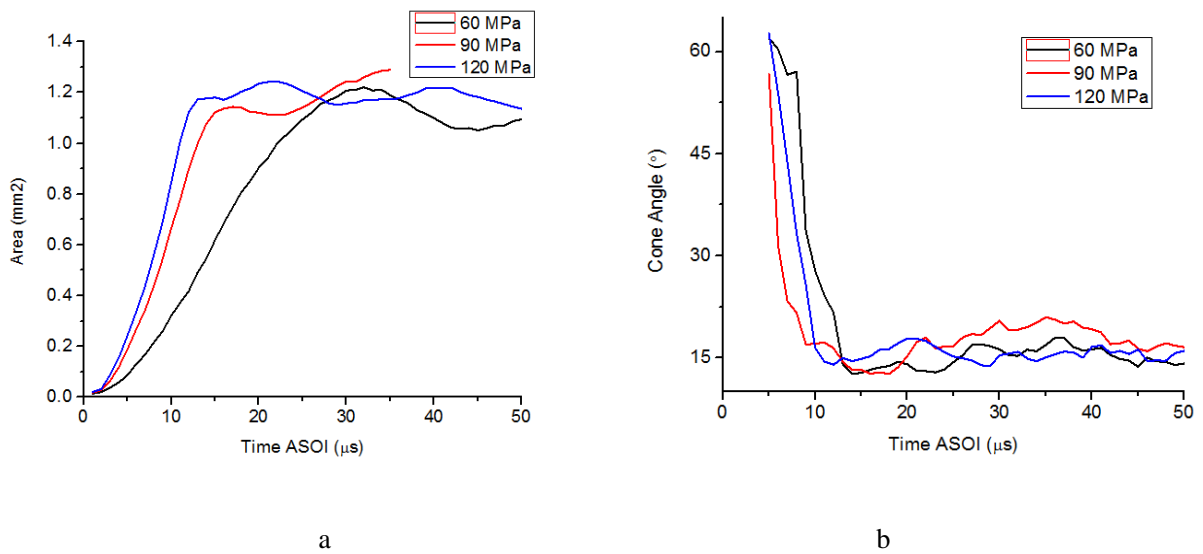 60 MPa
90 MPa
120 MPa
1.4
1.2
1.0
0.8
0.6
0.4
0.2
0.0
Area (mm2)
0 10 20 30 40 50
Time ASOI (μs)
a
60 MPa
90 MPa
120 MPa
60
45
30
15
Cone Angle (°)
0 10 20 30 40 50
Time ASOI (μs)
b